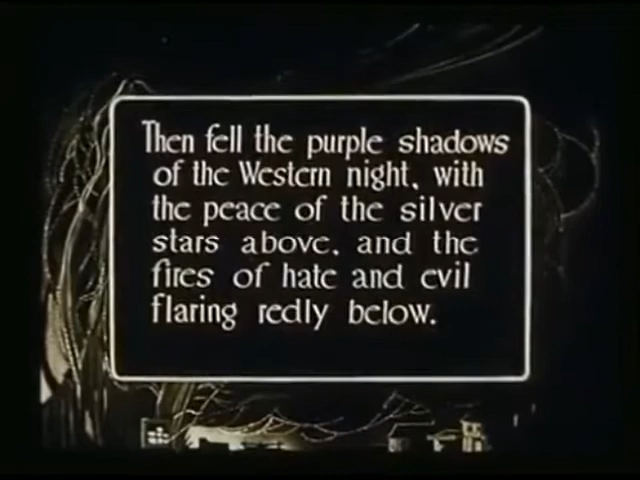 Then fell the purple shadows
of the Western night, with
the peace of the silver
stars above, and the
fires of hate and evil
flaring redly below.